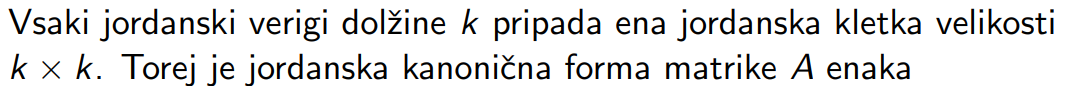 Vsaki jordanski verigi dolžine k pripada ena jordanska kletka velikosti
k × k. Torej je jordanska kanonična forma matrike A enaka